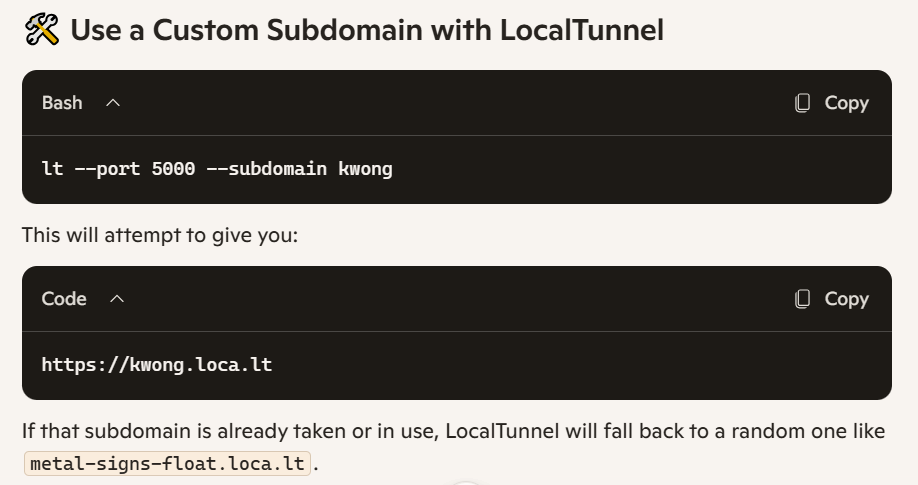 🛠️ Use a Custom Subdomain with LocalTunnel
Bash
Copy
lt --port 5000 --subdomain kwong
This will attempt to give you:
Code
Copy
https://kwong.loca.lt
If that subdomain is already taken or in use, LocalTunnel will fall back to a random one like
metal-signs-float.loca.lt.